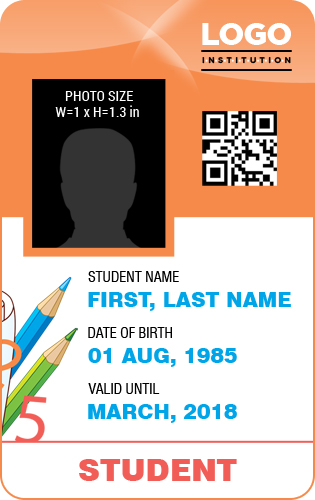 LOGO
INSTITUTION
PHOTO SIZE
W=1 x H=1.3 in
STUDENT NAME
FIRST, LAST NAME
DATE OF BIRTH
01 AUG, 1985
VALID UNTIL
MARCH, 2018
5
STUDENT